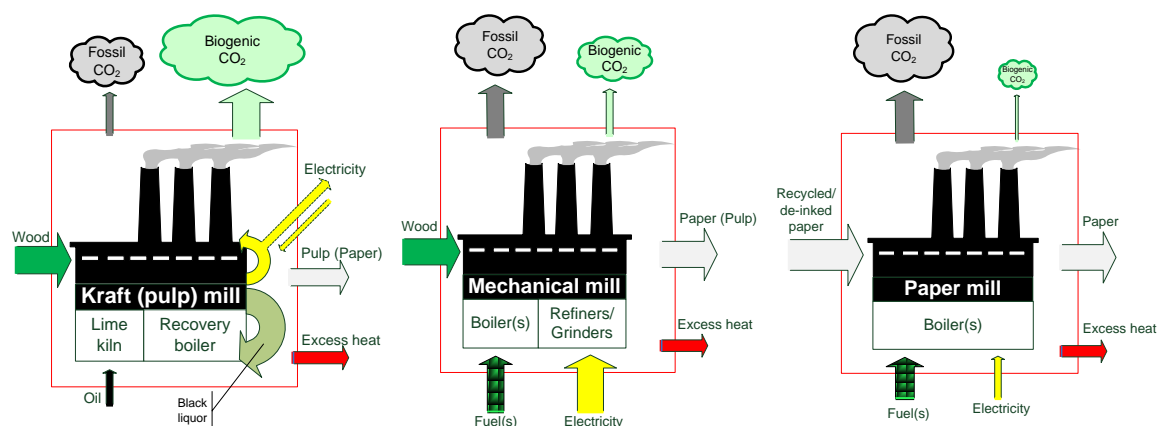 Fossil
CO2
Biogenic
CO2
Electricity
Wood
Pulp (Paper)
Kraft (pulp) mill
Lime
kiln
Recovery
boiler
Excess heat
Oil
Black
liquor
Fossil
CO2
Biogenic
CO2
Wood
Paper (Pulp)
Mechanical mill
Boiler(s)
Refiners/
Grinders
Excess heat
Fuel(s)
Electricity
Fossil
CO2
Biogenic
CO2
Recycled/
de-inked
paper
Paper
Paper mill
Boiler(s)
Excess heat
Fuel(s)
Electricity